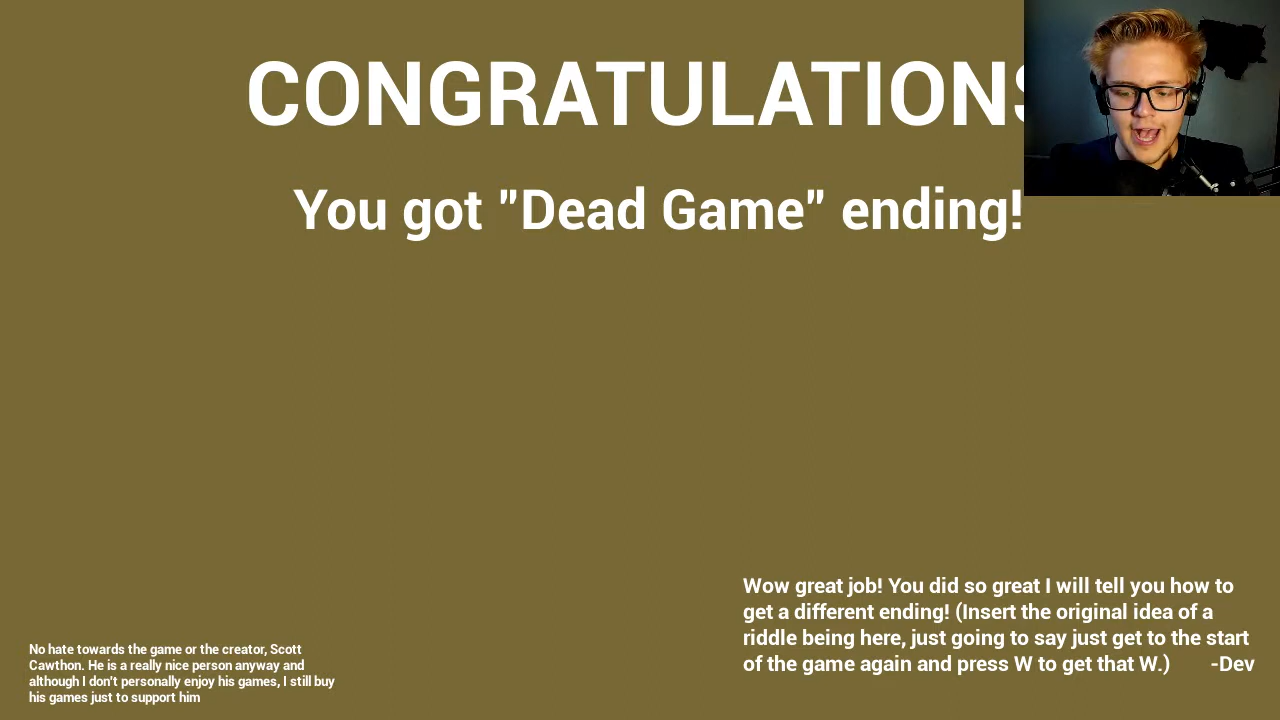 CONGRATULATIONS
You got "Dead Game" ending!
Wow great job! You did so great I will tell you how to
get a different ending! (Insert the original idea of a
riddle being here, just going to say just get to the start
of the game again and press W to get that W.) -Dev
No hate towards the game or the creator, Scott
Cawthon. He is a really nice person anyway and
although I don't personally enjoy his games, I still buy
his games just to support him